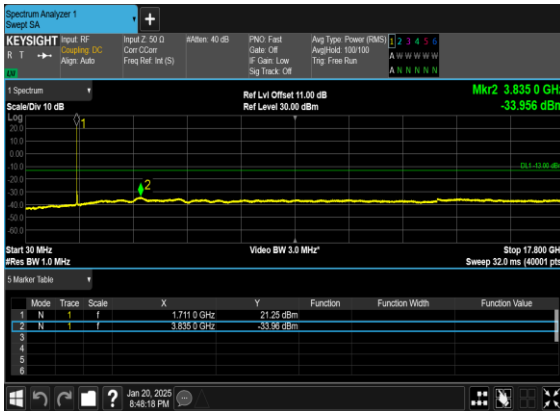 Spectrum Analyzer 1
Swept SA
+
KEYSIGHT
R T
Input: RF
Coupling: DC
Align: Auto
Input Z: 50 Ω
Corr CCorr
Freq Ref: Int (S)
#Atten: 40 dB
PNO: Fast
Gate: Off
IF Gain: Low
Sig Track: Off
Avg Type: Power (RMS)
Avg|Hold: 100/100
Trig: Free Run
1 2 3 4 5 6
A W W W W W
A N N N N N
1 Spectrum
Scale/Div 10 dB
Ref Lvl Offset 11.00 dB
Ref Level 30.00 dBm
Mkr2 3.835 0 GHz
-33.956 dBm
Log
20.0
10.0
0.00
-10.0
-20.0
-30.0
-40.0
-50.0
-60.0
1
2
DL1 -13.00 dBm
Start 30 MHz
#Res BW 1.0 MHz
Video BW 3.0 MHz*
Stop 17.800 GHz
Sweep 32.0 ms (40001 pts)
5 Marker Table
Mode Trace Scale X Y Function Function Width Function Value
1 N 1 f 1.711 0 GHz 21.25 dBm
2 N 1 f 3.835 0 GHz -33.96 dBm
3
4
5
6
?
Jan 20, 2025
8:48:18 PM